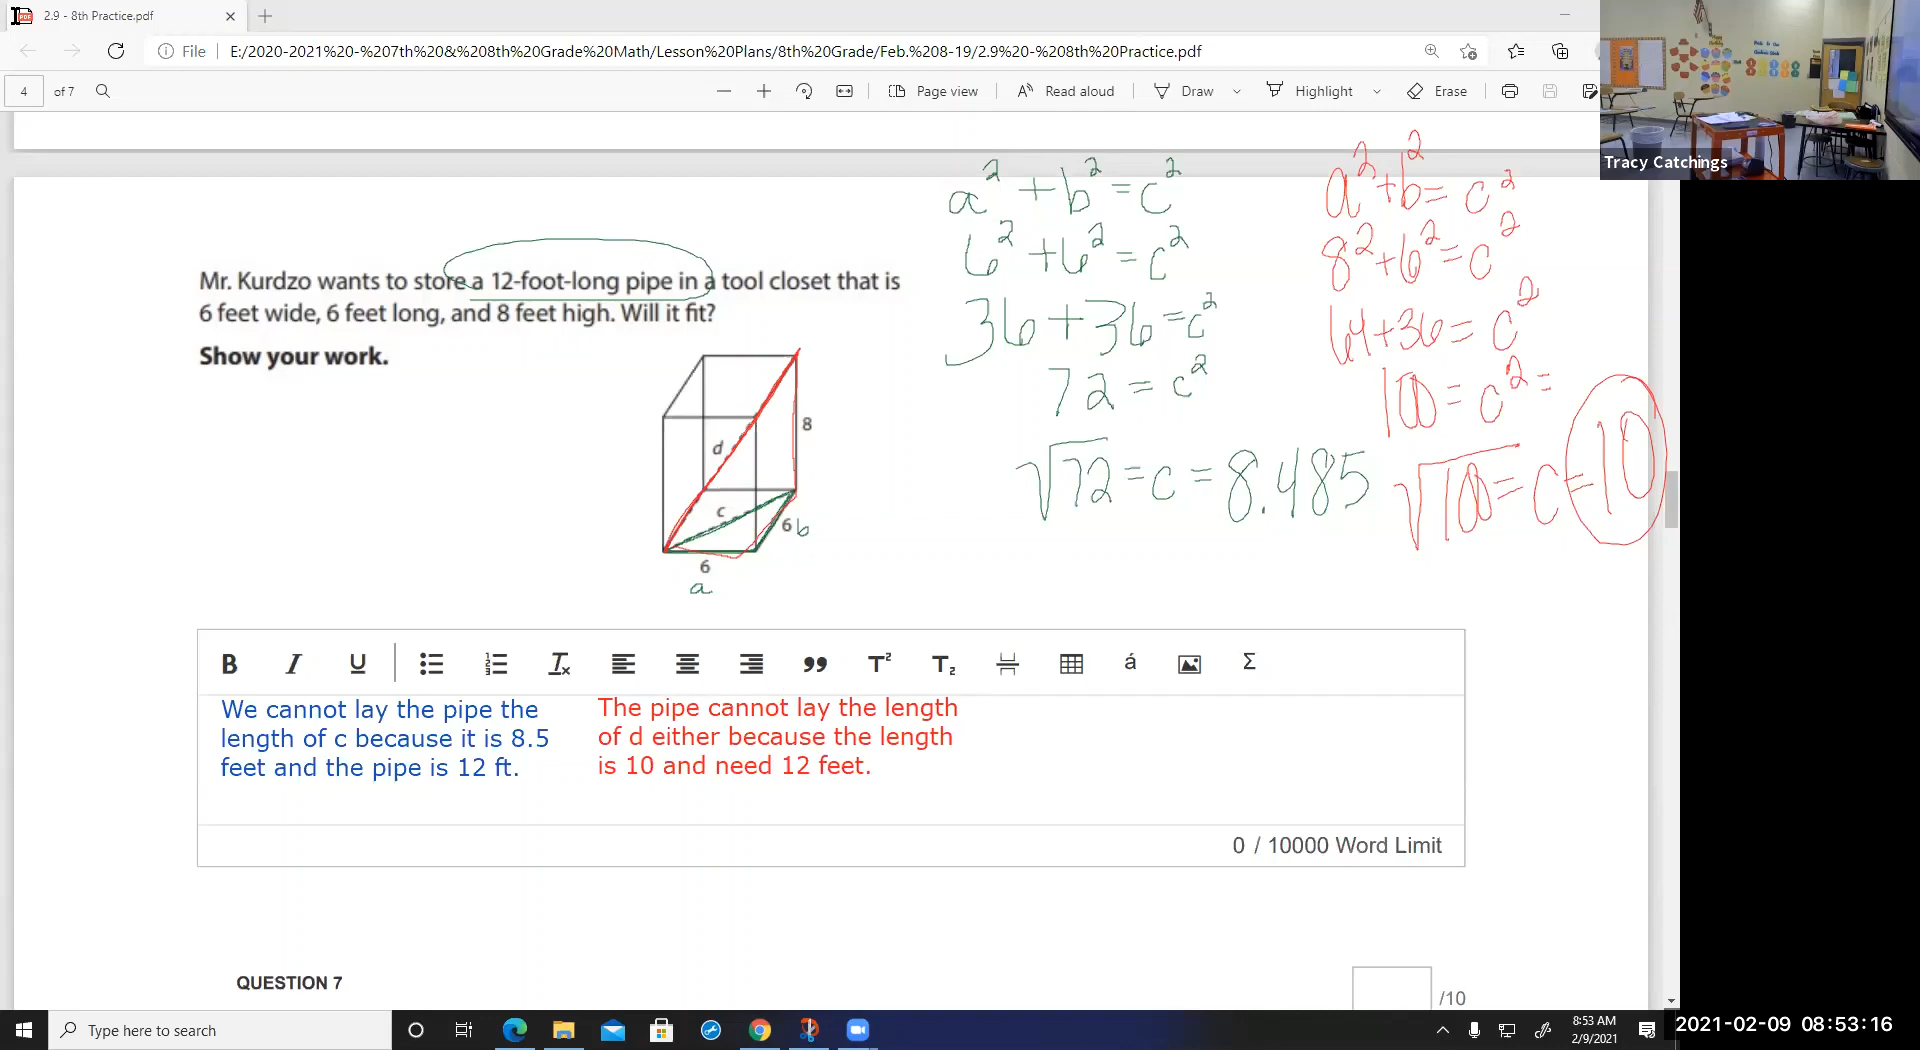 2.9 - 8th Practice.pdf
File E:/2020-2021%20-%207th%20&%208th%20Grade%20Math/Lesson%20Plans/8th%20Grade/Feb.%208-19/2.9%20-%208th%20Practice.pdf
4 of 7 Page view Read aloud Draw Highlight Erase
Tracy Catchings
Mr. Kurdzo wants to store a 12-foot-long pipe in a tool closet that is
6 feet wide, 6 feet long, and 8 feet high. Will it fit?
Show your work.
8
d
c
6 b
6
a
a² + b² = c²
6² + 6² = c²
36 + 36 = c²
72 = c²
√72 = c = 8.485
a² + b² = c²
8² + 6² = c²
64 + 36 = c²
100 = c² =
√100 = c = 10
B I U T² T₂ á Σ
We cannot lay the pipe the
length of c because it is 8.5
feet and the pipe is 12 ft.
The pipe cannot lay the length
of d either because the length
is 10 and need 12 feet.
0 / 10000 Word Limit
QUESTION 7
/10
Type here to search
8:53 AM
2/9/2021
2021-02-09 08:53:16